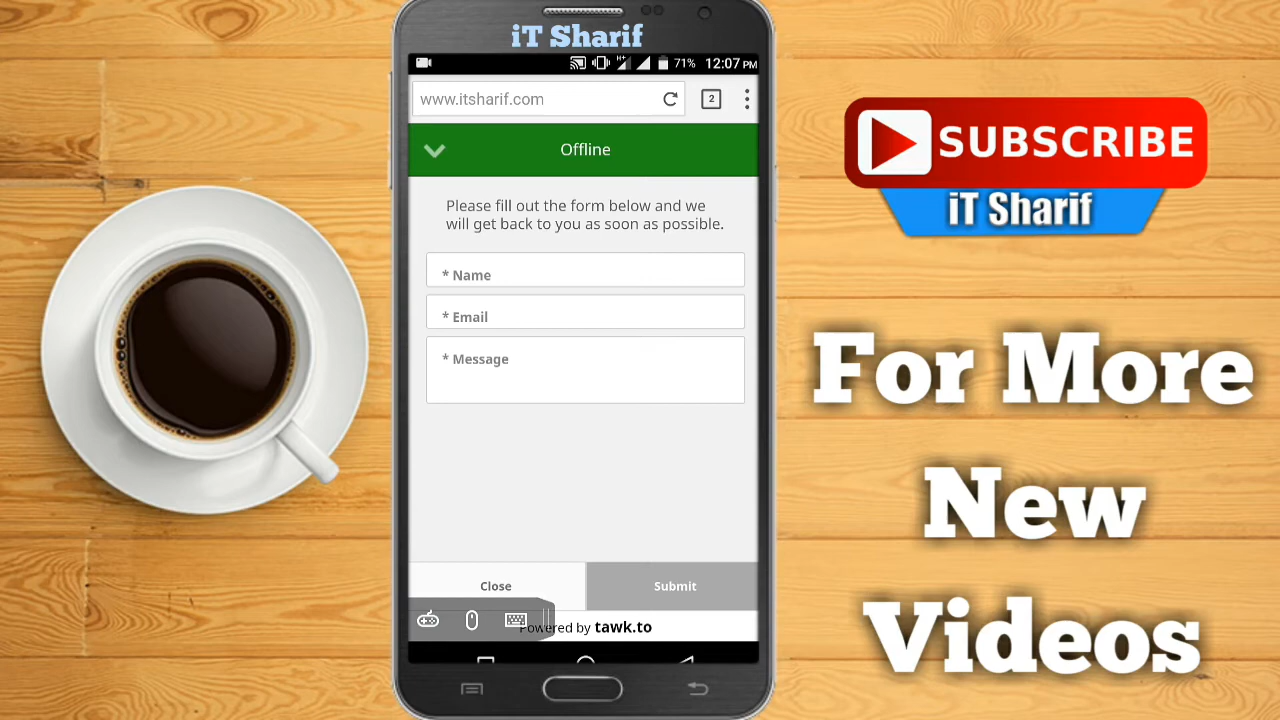 iT Sharif
H+
71%
12:07 PM
www.itsharif.com
2
Offline
Please fill out the form below and we
will get back to you as soon as possible.
* Name
* Email
* Message
Close
Submit
Powered by tawk.to
SUBSCRIBE
iT Sharif
For More
New
Videos